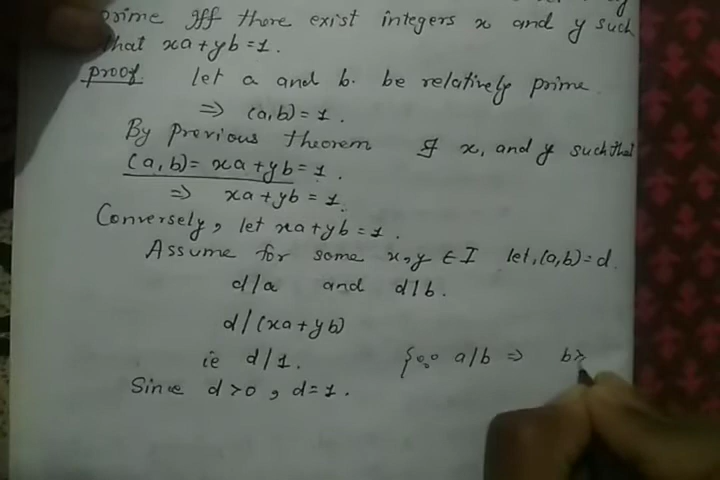 prime iff there exist integers x and y such
that xa+yb=1.
proof. let a and b. be relatively prime.
⇒ (a,b)=1.
By previous theorem ∃ x, and y such that
(a,b)= xa+yb=1.
⇒ xa+yb=1.
Conversely, let xa+yb=1.
Assume for some x,y ∈ I let,(a,b)=d.
d/a and d/b.
d/(xa+yb)
ie d/1. {∵ a/b ⇒ b>
Since d>0, d=1.